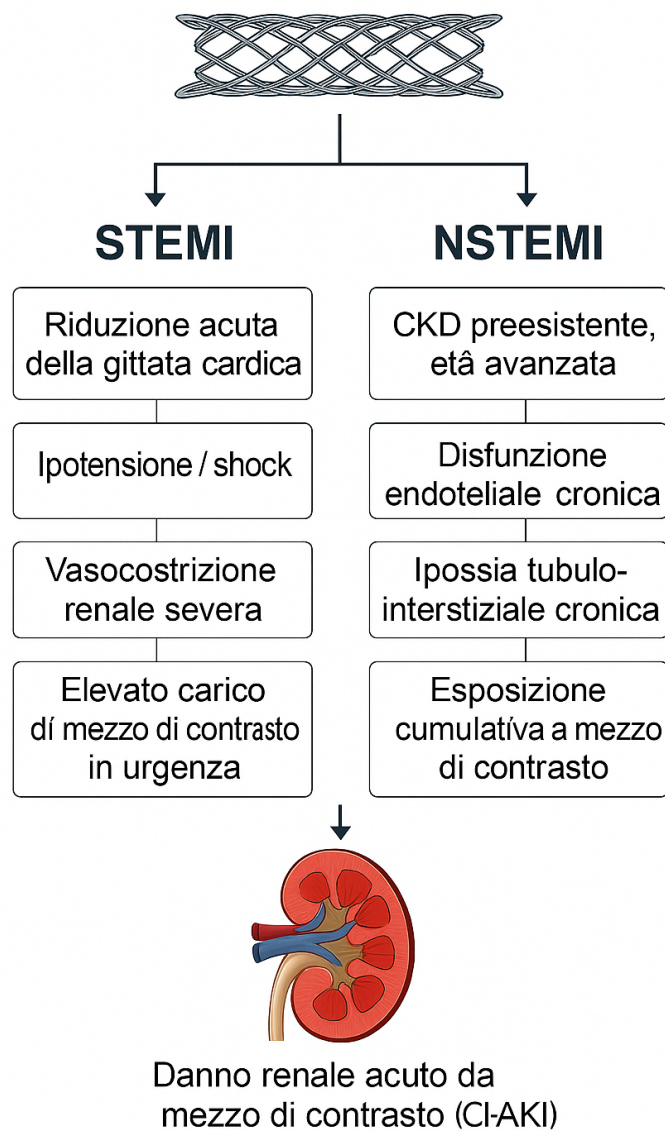 STEMI
Riduzione acuta
della gittata cardica
Ipotensione / shock
Vasocostrizione
renale severa
Elevato carico
dí mezzo di contrasto
in urgenza
NSTEMI
CKD preesistente,
etâ avanzata
Disfunzione
endoteliale cronica
Ipossia tubulo-
interstiziale cronica
Esposizione
cumulatíva a mezzo
di contrasto
Danno renale acuto da
mezzo di contrasto (CI-AKI)